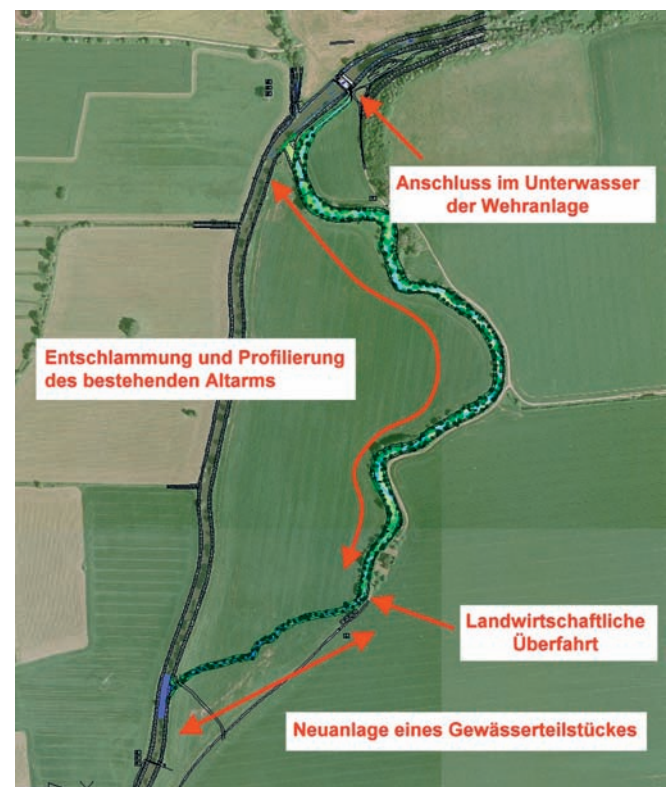 Anschluss im Unterwasser
der Wehranlage
Entschlammung und Profilierung
des bestehenden Altarms
Landwirtschaftliche
Überfahrt
Neuanlage eines Gewässerteilstückes